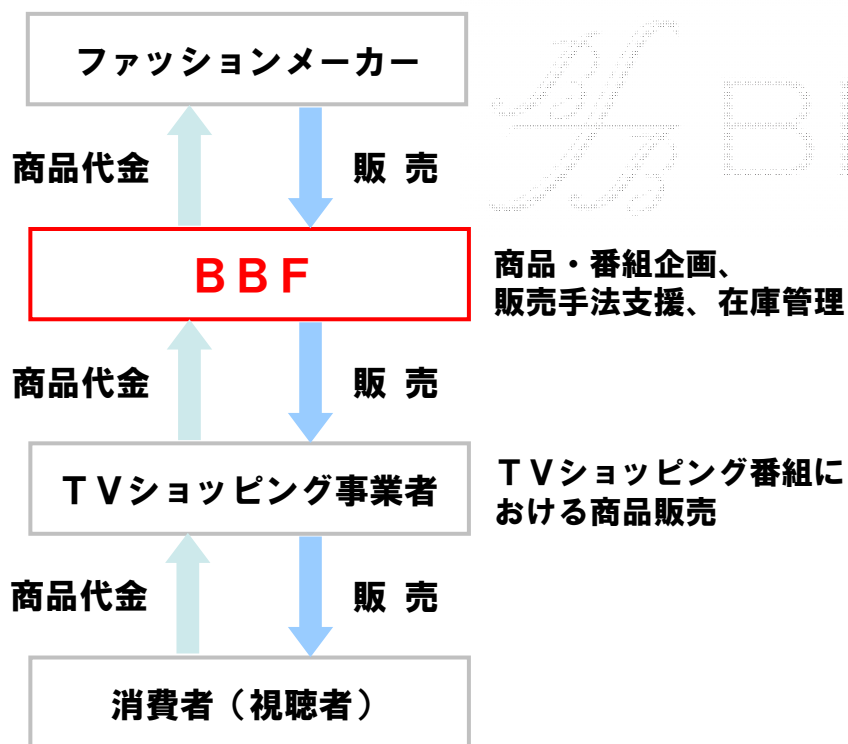 ファッションメーカー
商品代金
販 売
ＢＢＦ
商品・番組企画、
販売手法支援、在庫管理
商品代金
販 売
ＴＶショッピング事業者
ＴＶショッピング番組に
おける商品販売
商品代金
販 売
消費者（視聴者）